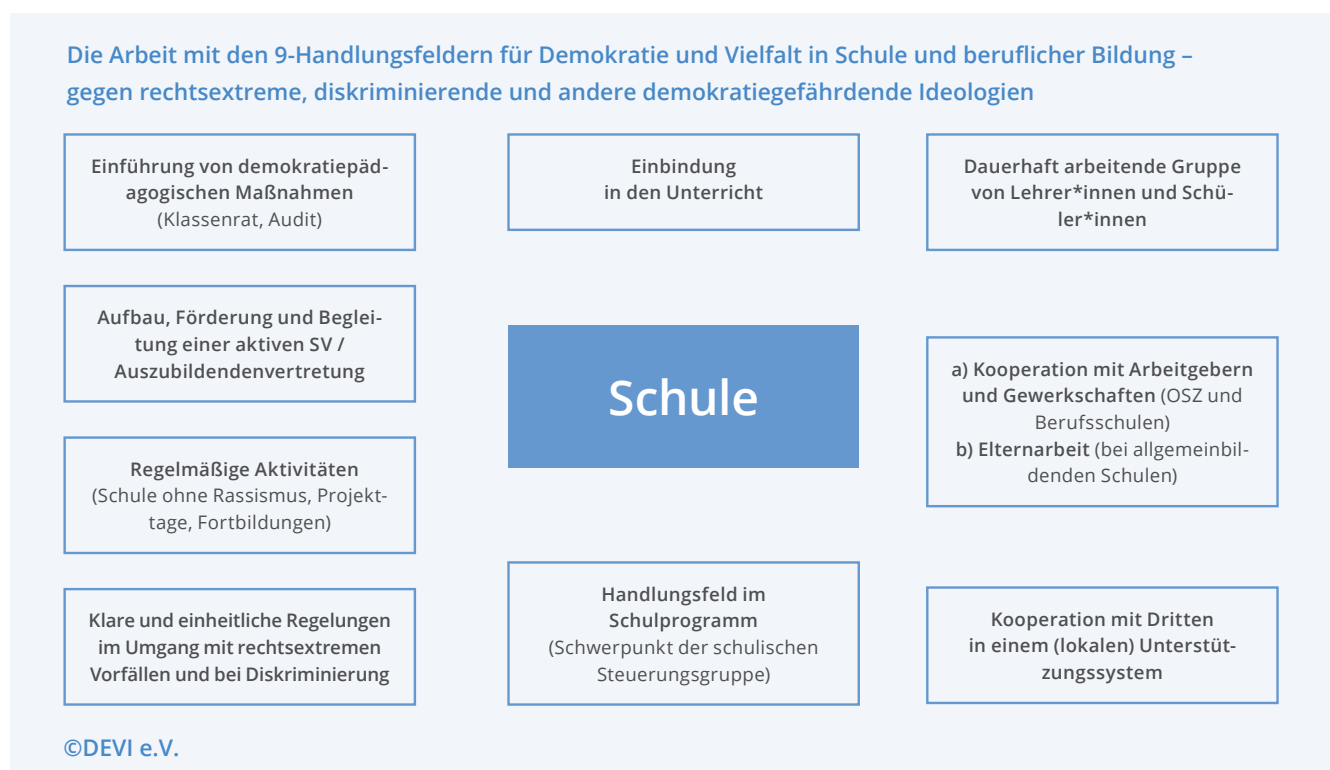 Die Arbeit mit den 9-Handlungsfeldern für Demokratie und Vielfalt in Schule und beruflicher Bildung –
gegen rechtsextreme, diskriminierende und andere demokratiegefährdende Ideologien
Einführung von demokratiepäd-
agogischen Maßnahmen
(Klassenrat, Audit)
Aufbau, Förderung und Beglei-
tung einer aktiven SV /
Auszubildendenvertretung
Regelmäßige Aktivitäten
(Schule ohne Rassismus, Projekt-
tage, Fortbildungen)
Klare und einheitliche Regelungen
im Umgang mit rechtsextremen
Vorfällen und bei Diskriminierung
Einbindung
in den Unterricht
Schule
Handlungsfeld im
Schulprogramm
(Schwerpunkt der schulischen
Steuerungsgruppe)
Dauerhaft arbeitende Gruppe
von Lehrer*innen und Schü-
ler*innen
a) Kooperation mit Arbeitgebern
und Gewerkschaften (OSZ und
Berufsschulen)
b) Elternarbeit (bei allgemeinbil-
denden Schulen)
Kooperation mit Dritten
in einem (lokalen) Unterstüt-
zungssystem
©DEVI e.V.